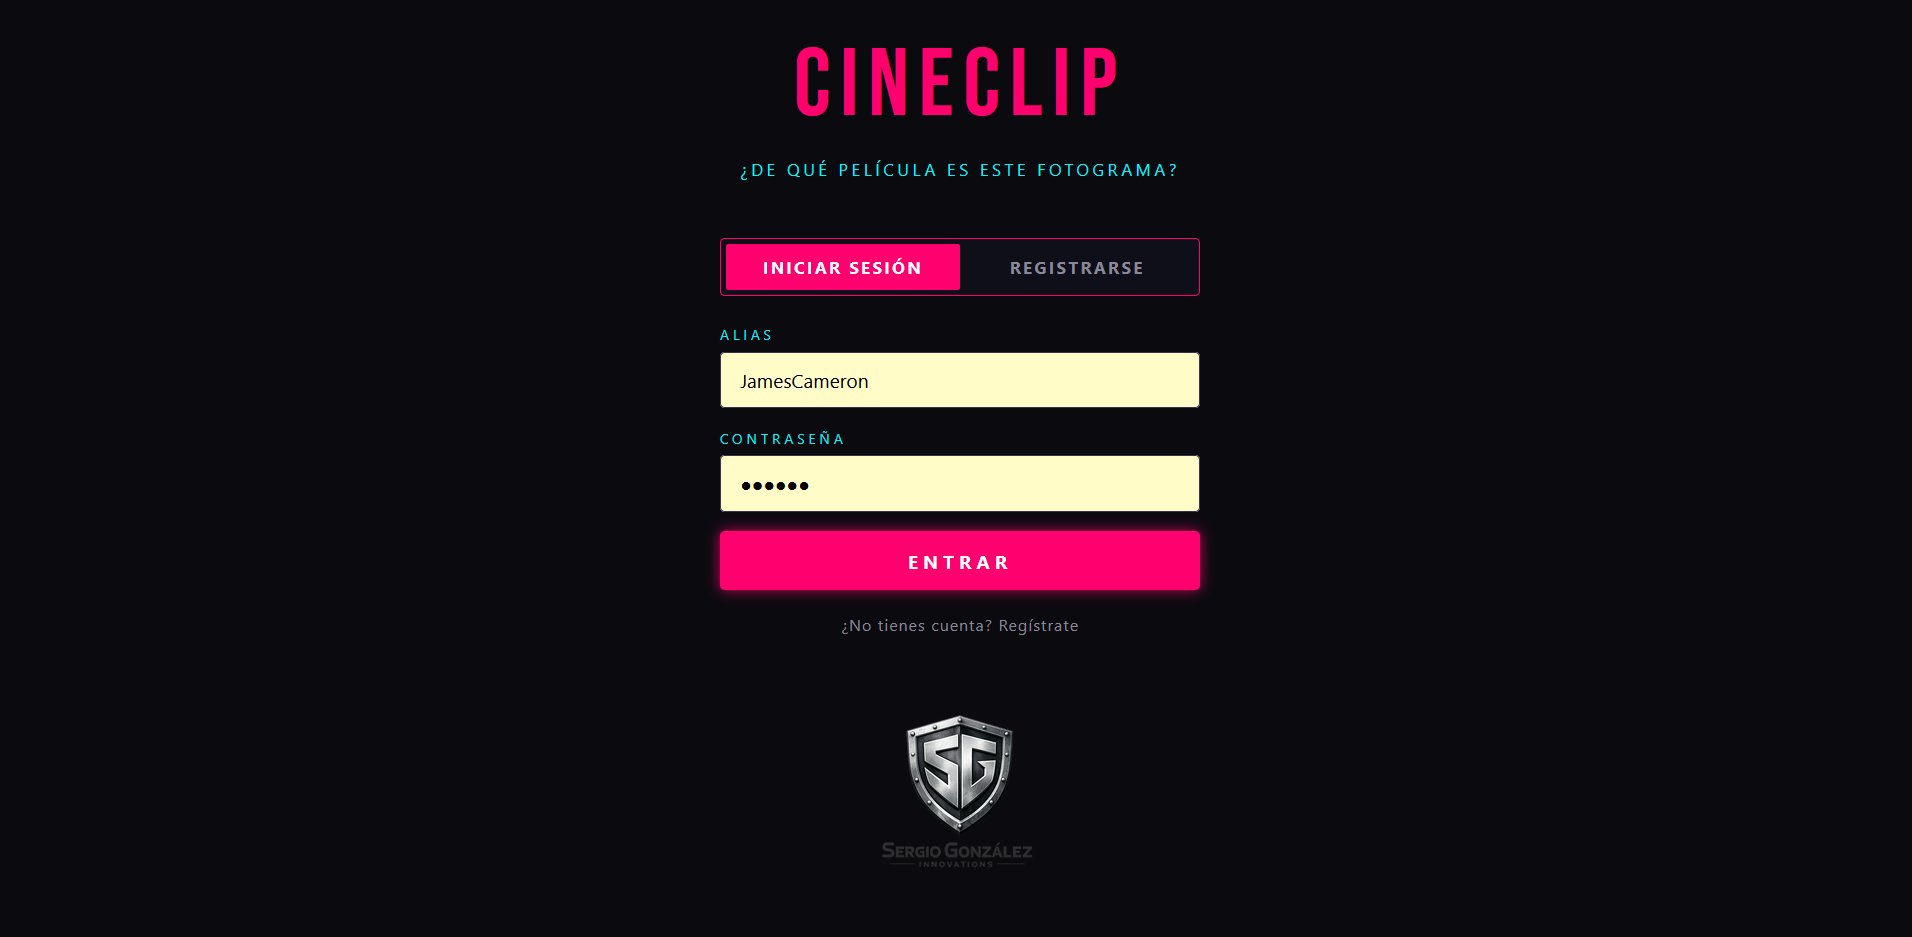 CINECLIP
¿DE QUÉ PELÍCULA ES ESTE FOTOGRAMA?
INICIAR SESIÓN REGISTRARSE
ALIAS
JamesCameron
CONTRASEÑA
••••••
ENTRAR
¿No tienes cuenta? Regístrate
SG
SERGIO GONZÁLEZ
INNOVATIONS